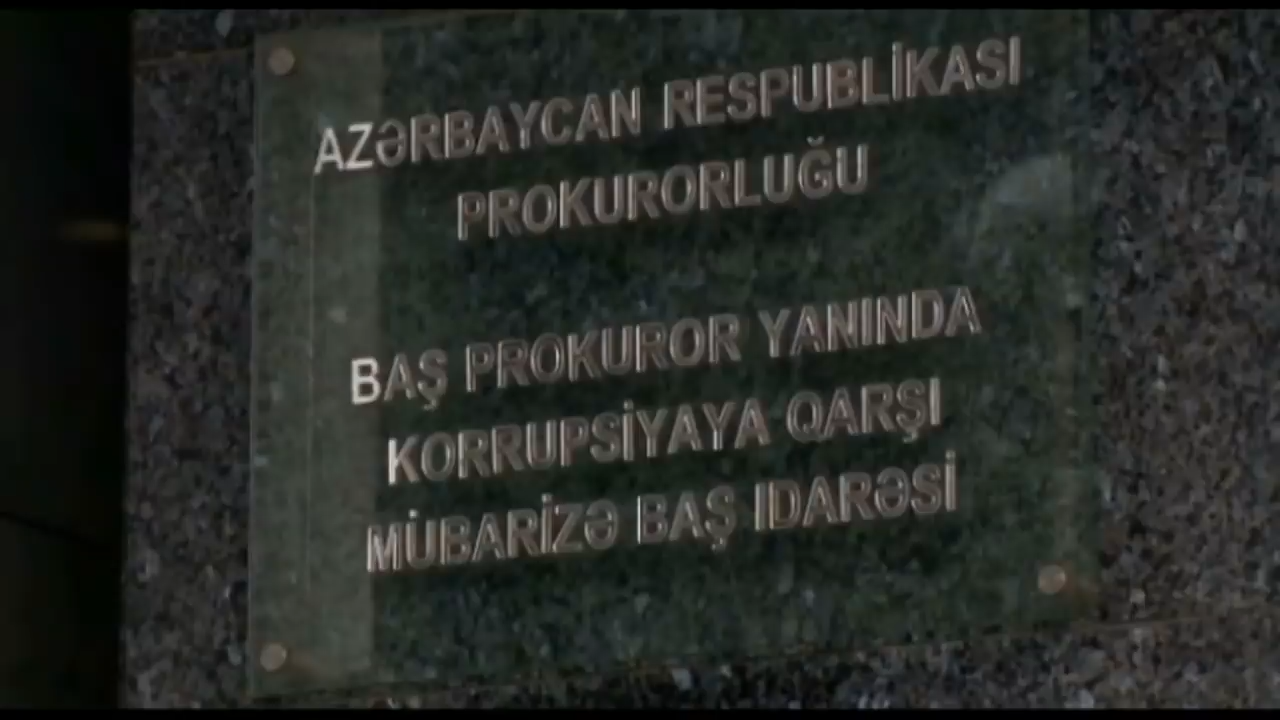 AZƏRBAYCAN RESPUBLİKASI
PROKURORLUĞU
BAŞ PROKUROR YANINDA
KORRUPSİYAYA QARŞI
MÜBARİZƏ BAŞ IDARƏSİ